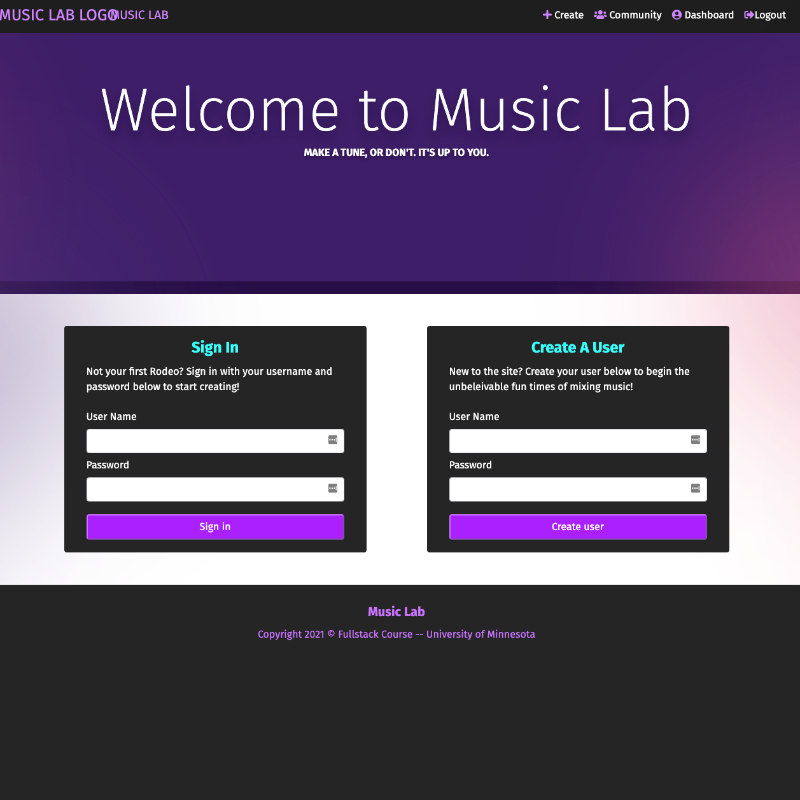 MUSIC LAB LOGO MUSIC LAB Create Community Dashboard Logout
Welcome to Music Lab
MAKE A TUNE, OR DON'T. IT'S UP TO YOU.
Sign In
Not your first Rodeo? Sign in with your username and
password below to start creating!
User Name
Password
Sign in
Create A User
New to the site? Create your user below to begin the
unbeleivable fun times of mixing music!
User Name
Password
Create user
Music Lab
Copyright 2021 © Fullstack Course -- University of Minnesota